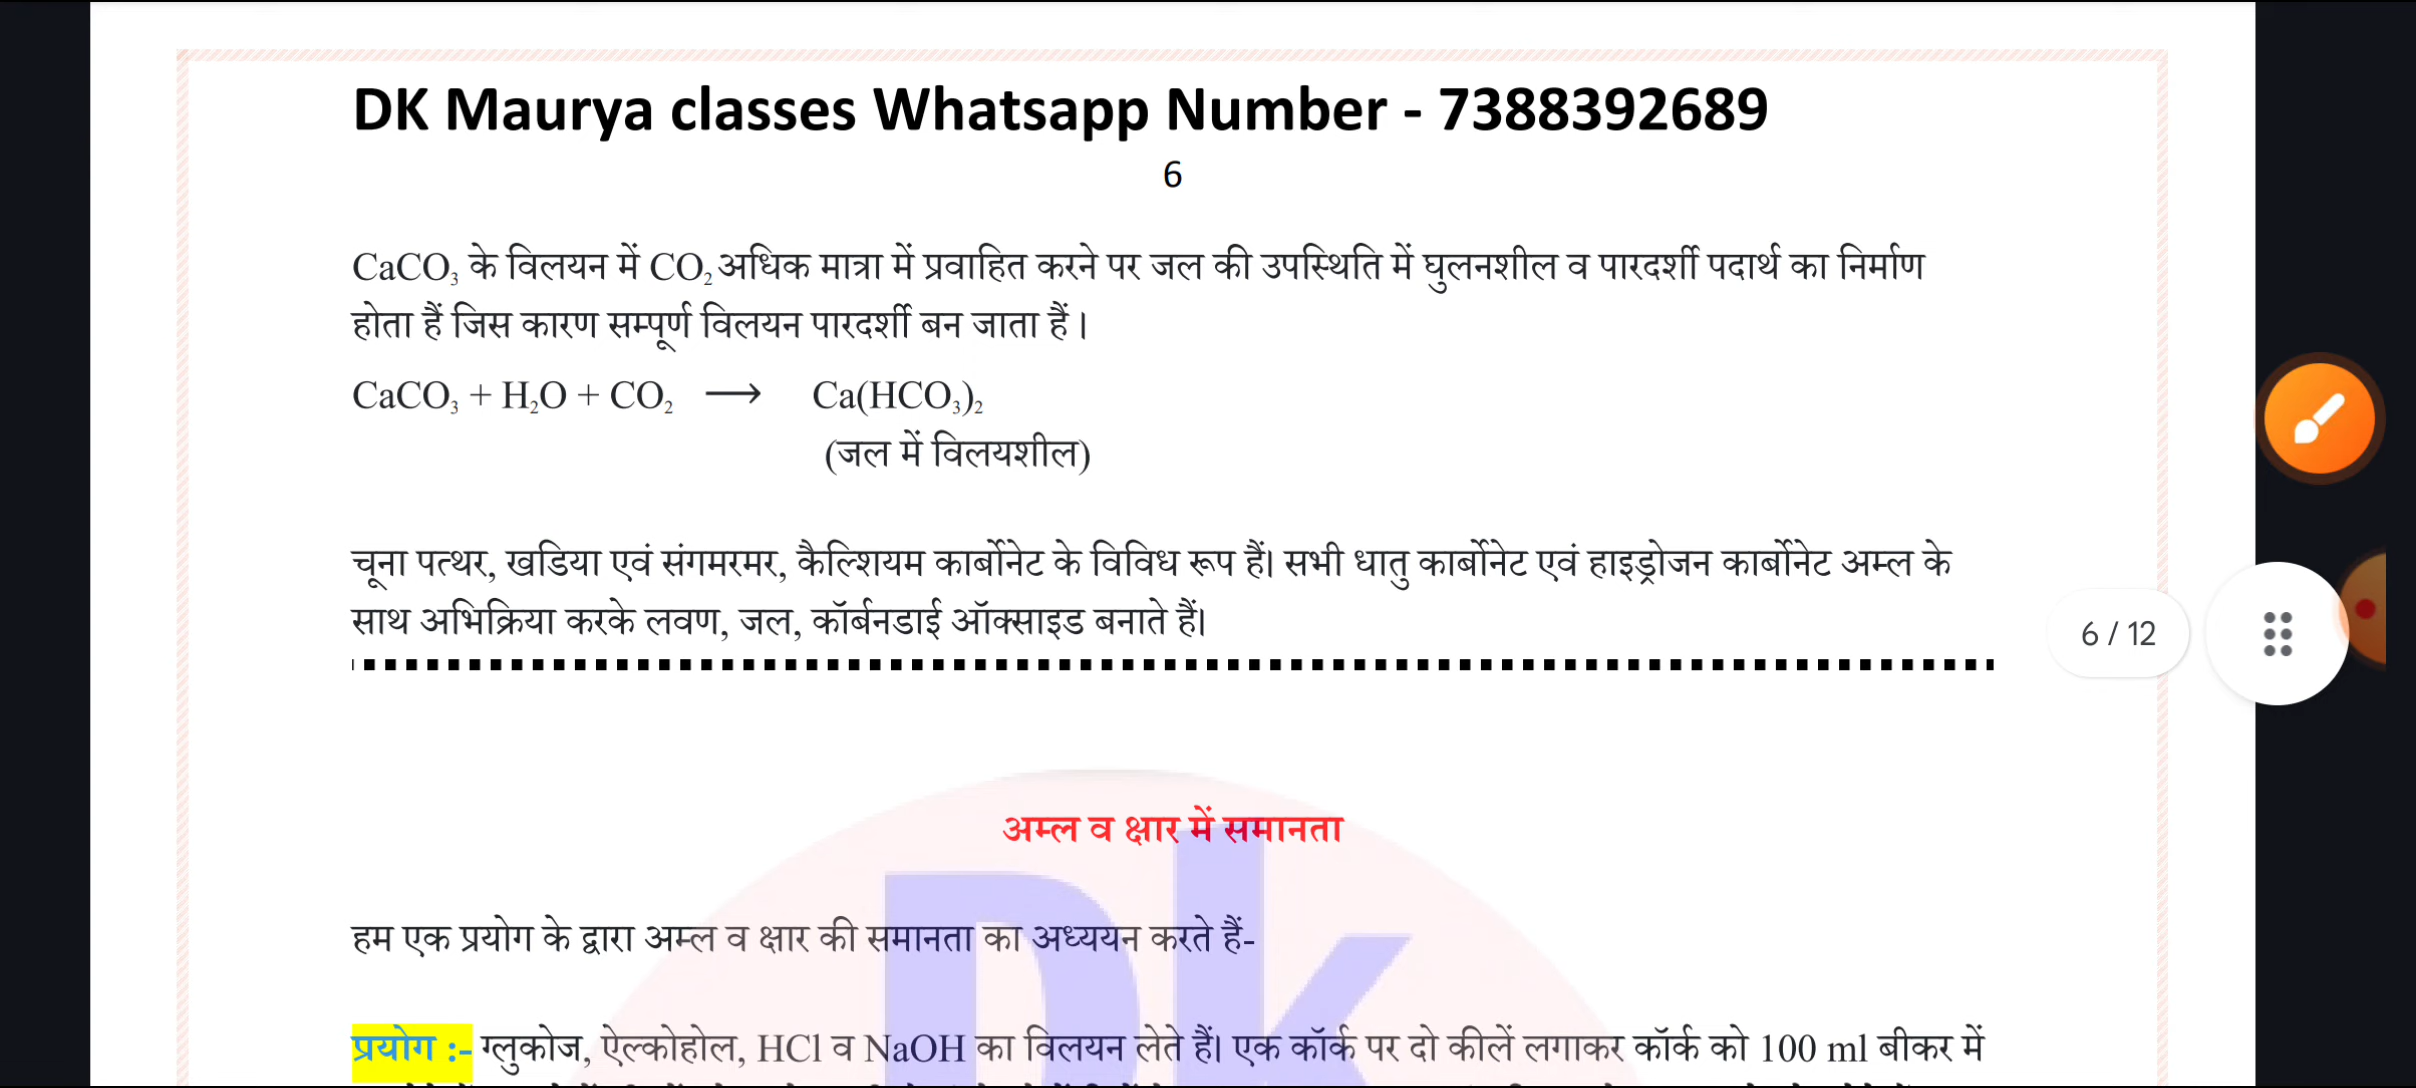 DK Maurya classes Whatsapp Number - 7388392689
6
CaCO₃ के विलयन में CO₂ अधिक मात्रा में प्रवाहित करने पर जल की उपस्थिति में घुलनशील व पारदर्शी पदार्थ का निर्माण
होता हैं जिस कारण सम्पूर्ण विलयन पारदर्शी बन जाता हैं ।
CaCO₃ + H₂O + CO₂ ⟶ Ca(HCO₃)₂
(जल में विलयशील)
चूना पत्थर, खडिया एवं संगमरमर, कैल्शियम कार्बोनेट के विविध रूप हैं। सभी धातु कार्बोनेट एवं हाइड्रोजन कार्बोनेट अम्ल के
साथ अभिक्रिया करके लवण, जल, कॉर्बनडाई ऑक्साइड बनाते हैं।
6 / 12
अम्ल व क्षार में समानता
हम एक प्रयोग के द्वारा अम्ल व क्षार की समानता का अध्ययन करते हैं-
प्रयोग :- ग्लुकोज, ऐल्कोहोल, HCl व NaOH का विलयन लेते हैं। एक कॉर्क पर दो कीलें लगाकर कॉर्क को 100 ml बीकर में
Dk